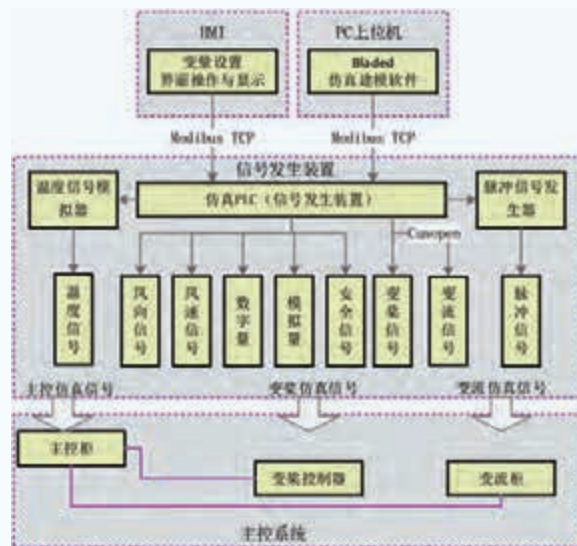 HMI
PC上位机
变量设置
界面操作与显示
Bladed
仿真建模软件
Modibus TCP
Modibus TCP
信号发生装置
温度信号模
拟器
仿真PLC（信号发生装置）
脉冲信号发
生器
Canopen
温度信号
风向信号
风速信号
数字量
模拟量
安全信号
变桨信号
变流信号
脉冲信号
主控仿真信号
变桨仿真信号
变流仿真信号
主控柜
变桨控制器
变流柜
主控系统